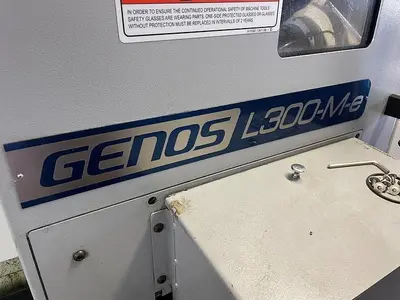 IN ORDER TO ENSURE THE CONTINUED OPERATIONAL SAFETY OF MACHINE TOOLS
SAFETY GLASSES ARE WEARING PARTS. ONE-SIDE PROTECTED GLASSES OR GLASSES
WITHOUT PROTECTION MUST BE REPLACED IN INTERVALS OF 2 YEARS.
GENOS L300-M-e